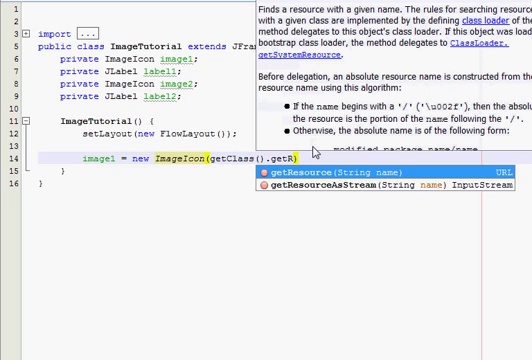 1
2
3 import ...
5 public class ImageTutorial extends JFra
6 private ImageIcon image1;
7 private JLabel label1;
8 private ImageIcon image2;
9 private JLabel label2;
10
11 ImageTutorial() {
12 setLayout(new FlowLayout());
13
14 image1 = new ImageIcon(getClass().getR)
15 }
16 }
Finds a resource with a given name. The rules for searching resource
with a given class are implemented by the defining class loader of
method delegates to this object's class loader. If this object was load
bootstrap class loader, the method delegates to ClassLoader.
getSystemResource.
Before delegation, an absolute resource name is constructed from the
resource name using this algorithm:
● If the name begins with a '/' ('\u002f'), then the absolu
the resource is the portion of the name following the '/'.
● Otherwise, the absolute name is of the following form:
modified_package_name/name
getResource(String name) URL
getResourceAsStream(String name) InputStream